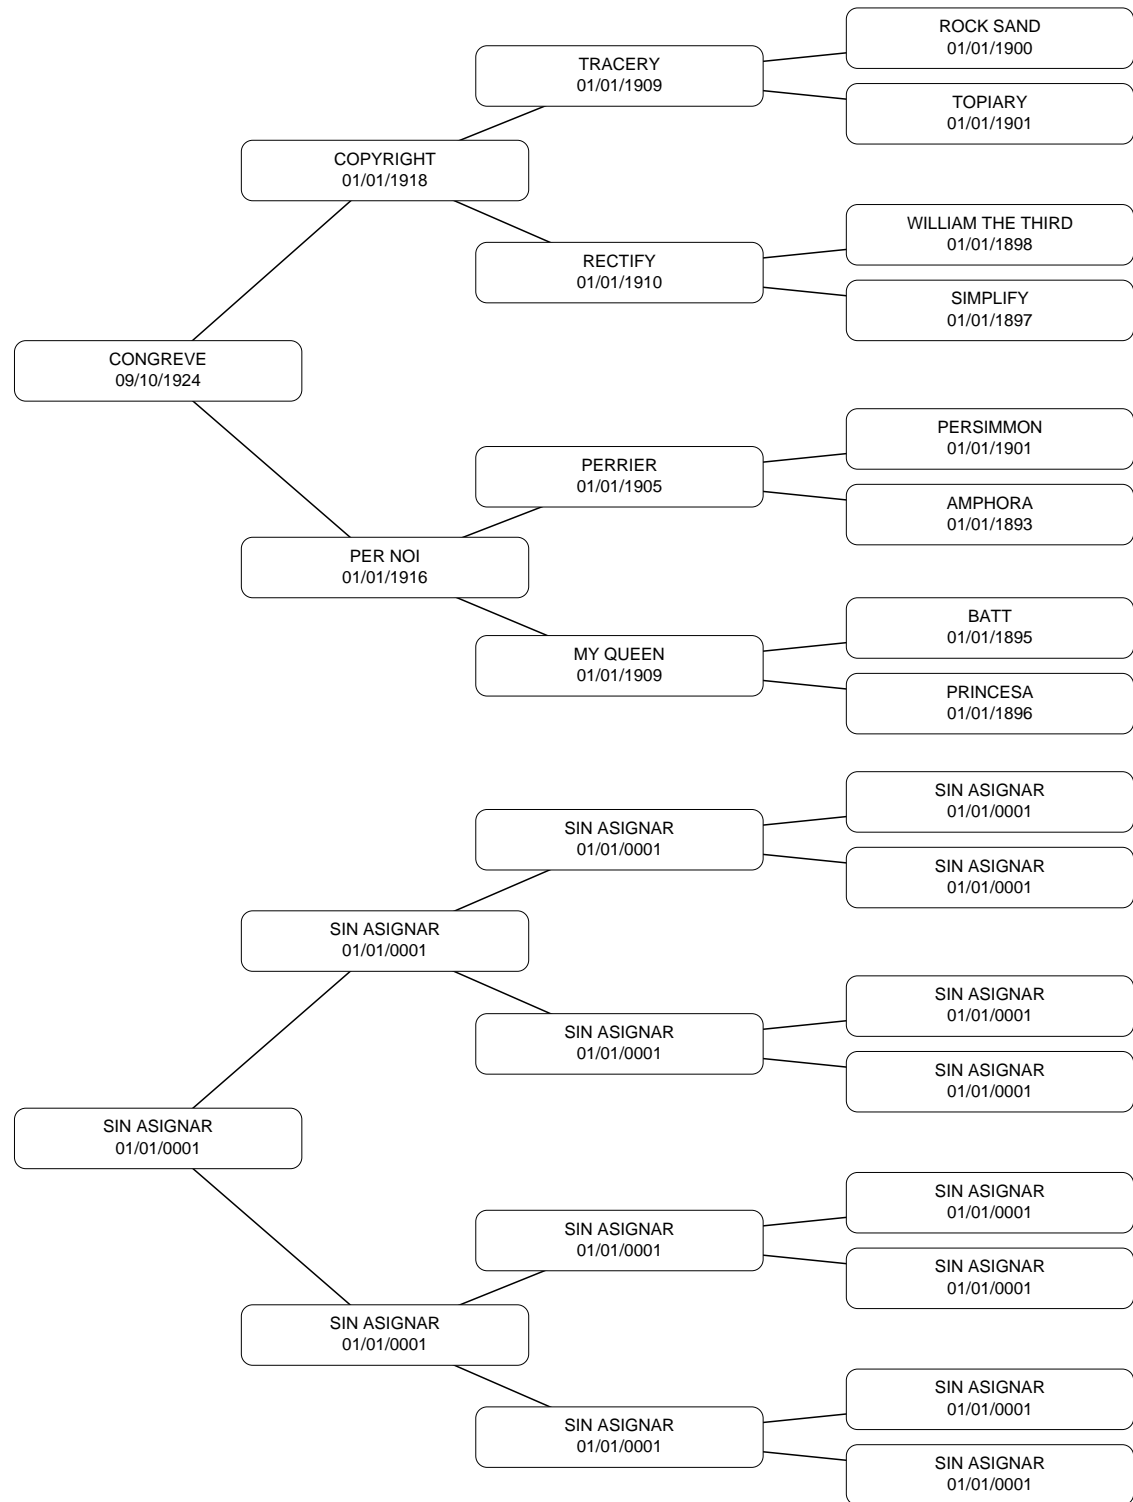 ROCK SAND
01/01/1900
TRACERY
01/01/1909
TOPIARY
01/01/1901
COPYRIGHT
01/01/1918
WILLIAM THE THIRD
01/01/1898
RECTIFY
01/01/1910
SIMPLIFY
01/01/1897
CONGREVE
09/10/1924
PERSIMMON
01/01/1901
PERRIER
01/01/1905
AMPHORA
01/01/1893
PER NOI
01/01/1916
BATT
01/01/1895
MY QUEEN
01/01/1909
PRINCESA
01/01/1896
SIN ASIGNAR
01/01/0001
SIN ASIGNAR
01/01/0001
SIN ASIGNAR
01/01/0001
SIN ASIGNAR
01/01/0001
SIN ASIGNAR
01/01/0001
SIN ASIGNAR
01/01/0001
SIN ASIGNAR
01/01/0001
SIN ASIGNAR
01/01/0001
SIN ASIGNAR
01/01/0001
SIN ASIGNAR
01/01/0001
SIN ASIGNAR
01/01/0001
SIN ASIGNAR
01/01/0001
SIN ASIGNAR
01/01/0001
SIN ASIGNAR
01/01/0001
SIN ASIGNAR
01/01/0001